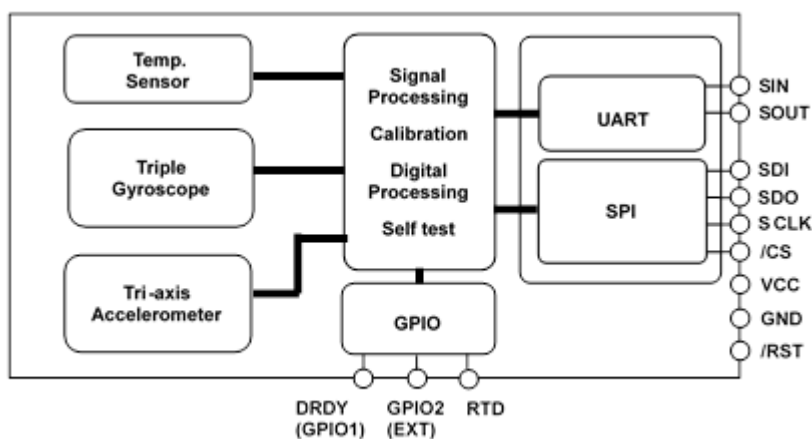 Temp.
Sensor
Triple
Gyroscope
Tri-axis
Accelerometer
Signal
Processing
Calibration
Digital
Processing
Self test
GPIO
UART
SPI
SIN
SOUT
SDI
SDO
SCLK
/CS
VCC
GND
/RST
DRDY
(GPIO1)
GPIO2
(EXT)
RTD